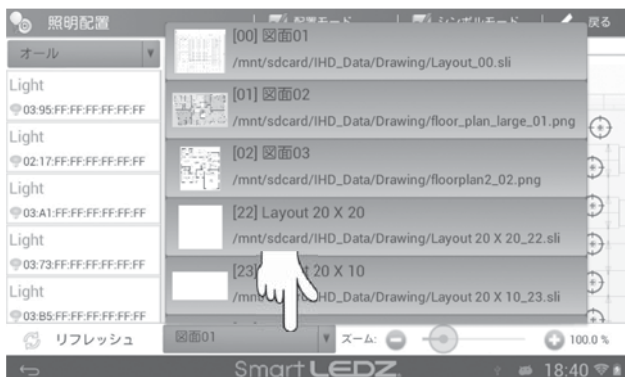 照明配置
配置モード
シンボルモード
戻る
オール
[00] 図面01
/mnt/sdcard/IHD_Data/Drawing/Layout_00.sli
[01] 図面02
/mnt/sdcard/IHD_Data/Drawing/floor_plan_large_01.png
[02] 図面03
/mnt/sdcard/IHD_Data/Drawing/floorplan2_02.png
[22] Layout 20 X 20
/mnt/sdcard/IHD_Data/Drawing/Layout 20 X 20_22.sli
[23] 20 X 10
/mnt/sdcard/IHD_Data/Drawing/Layout 20 X 10_23.sli
Light
03:95:FF:FF:FF:FF:FF:FF
Light
02:17:FF:FF:FF:FF:FF:FF
Light
03:A1:FF:FF:FF:FF:FF:FF
Light
03:73:FF:FF:FF:FF:FF:FF
Light
03:B5:FF:FF:FF:FF:FF:FF
リフレッシュ
図面01
ズーム:
100.0 %
Smart LEDZ
18:40